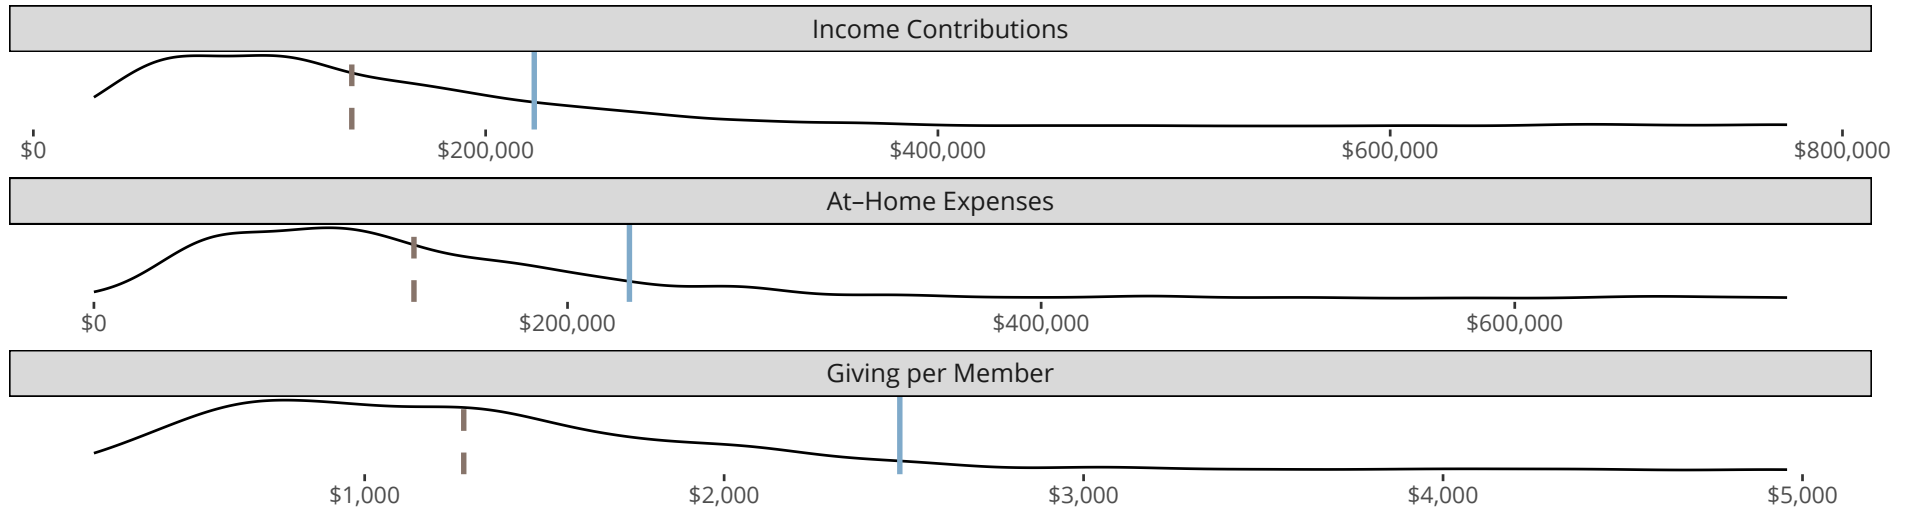 Income Contributions
$0 $200,000 $400,000 $600,000 $800,000
At–Home Expenses
$0 $200,000 $400,000 $600,000
Giving per Member
$1,000 $2,000 $3,000 $4,000 $5,000